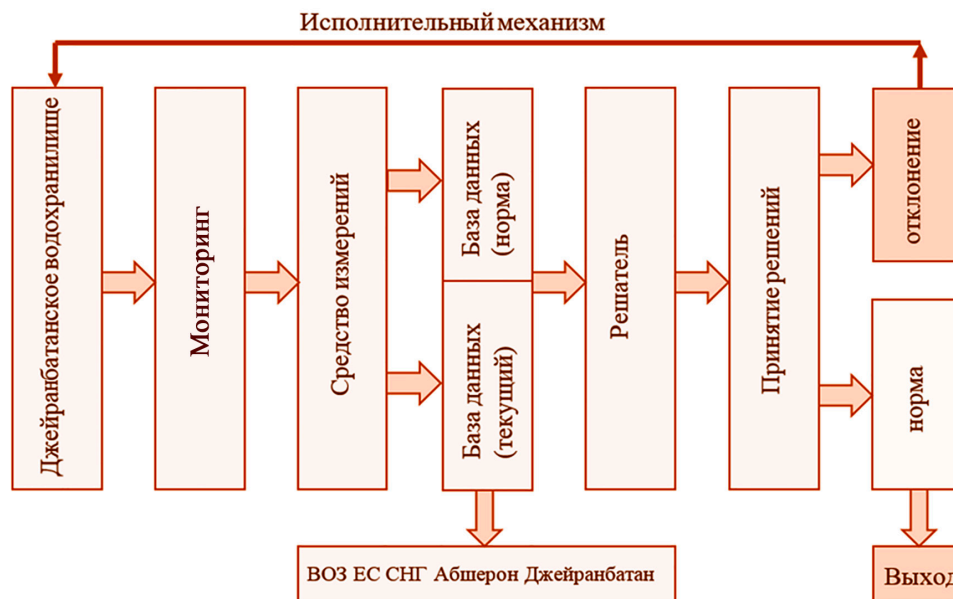 Исполнительный механизм
Джейранбатанское водохранилище
Мониторинг
Средство измерений
База данных
(норма)
База данных
(текущий)
Решатель
Принятие решений
отклонение
норма
ВОЗ ЕС СНГ Абшерон Джейранбатан
Выход